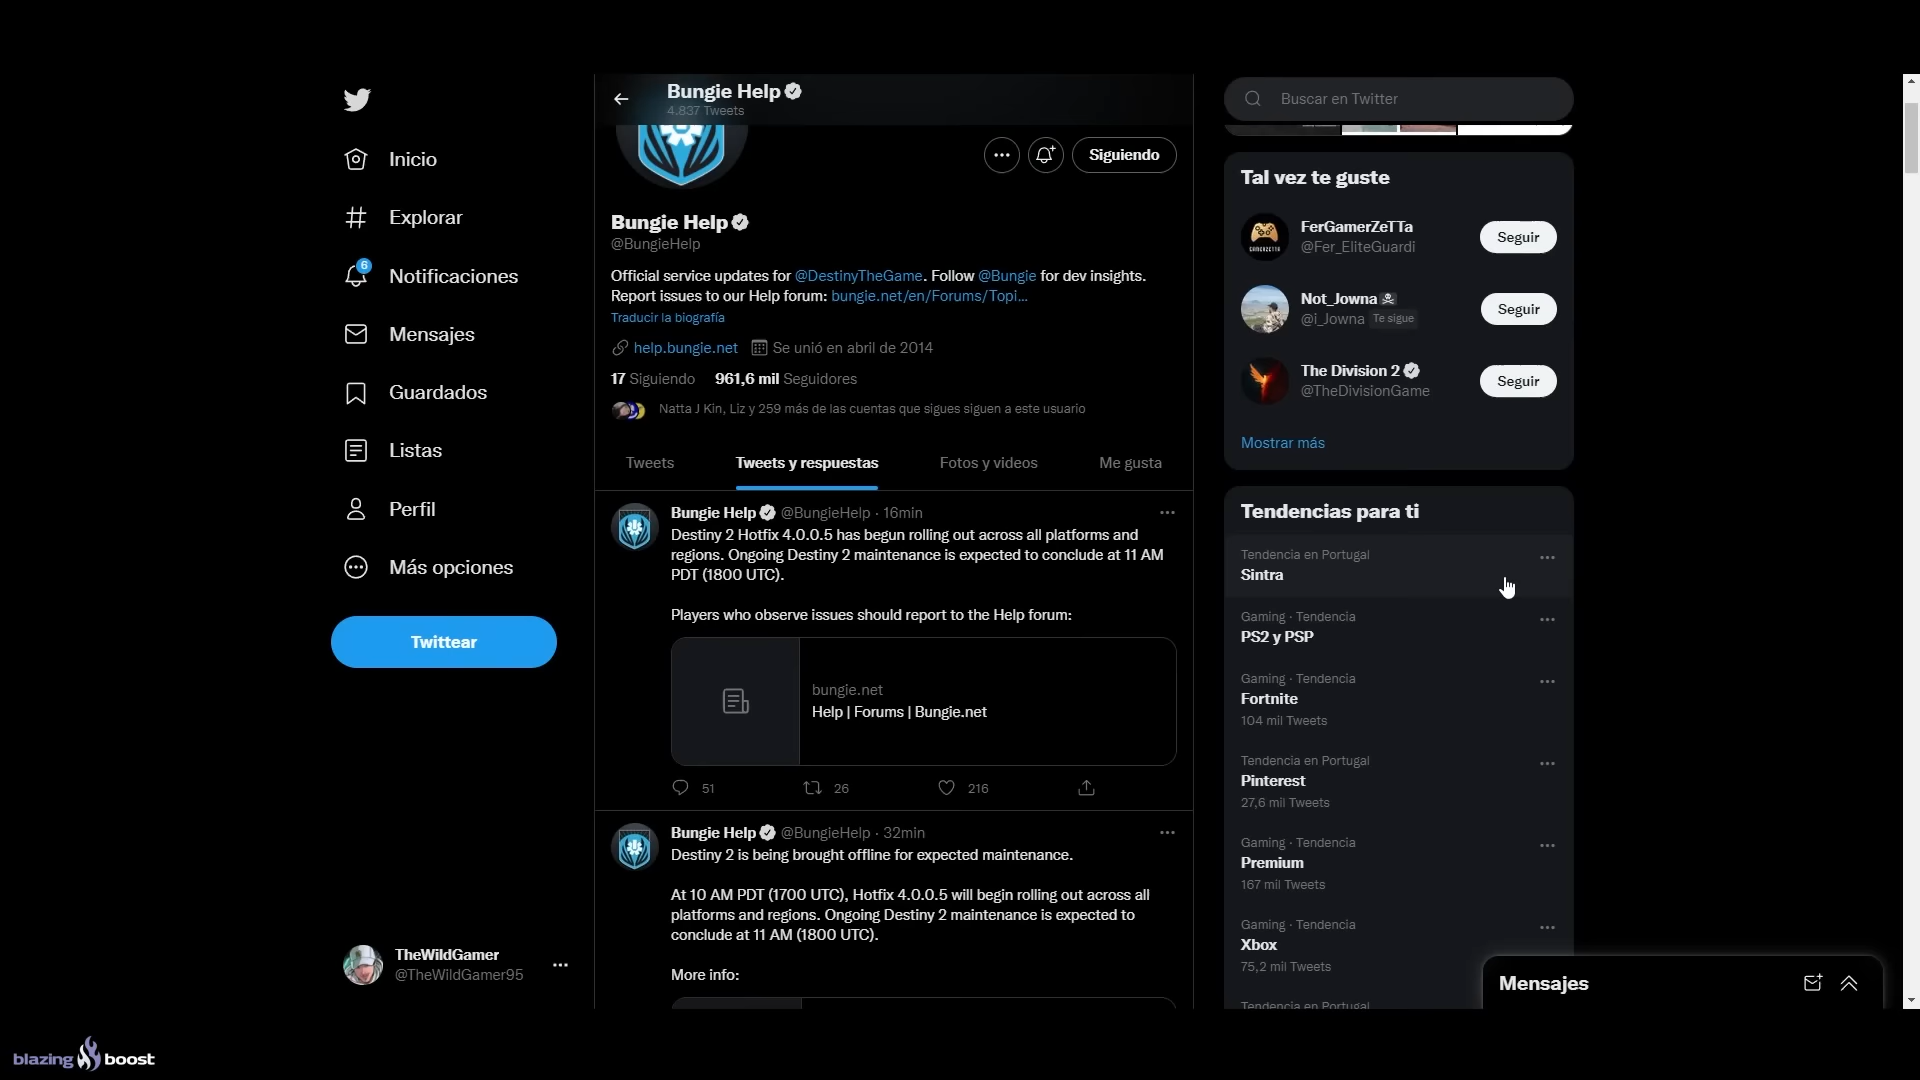 Inicio
Explorar
6
Notificaciones
Mensajes
Guardados
Listas
Perfil
Más opciones
Twittear
TheWildGamer
@TheWildGamer95
Bungie Help
4.837 Tweets
Siguiendo
Bungie Help
@BungieHelp
Official service updates for @DestinyTheGame. Follow @Bungie for dev insights.
Report issues to our Help forum: bungie.net/en/Forums/Topi...
Traducir la biografía
help.bungie.net Se unió en abril de 2014
17 Siguiendo 961,6 mil Seguidores
Natta J Kin, Liz y 259 más de las cuentas que sigues siguen a este usuario
Tweets Tweets y respuestas Fotos y videos Me gusta
Bungie Help @BungieHelp · 16min
Destiny 2 Hotfix 4.0.0.5 has begun rolling out across all platforms and
regions. Ongoing Destiny 2 maintenance is expected to conclude at 11 AM
PDT (1800 UTC).
Players who observe issues should report to the Help forum:
bungie.net
Help | Forums | Bungie.net
51 26 216
Bungie Help @BungieHelp · 32min
Destiny 2 is being brought offline for expected maintenance.
At 10 AM PDT (1700 UTC), Hotfix 4.0.0.5 will begin rolling out across all
platforms and regions. Ongoing Destiny 2 maintenance is expected to
conclude at 11 AM (1800 UTC).
More info:
Buscar en Twitter
Tal vez te guste
FerGamerZeTTa
@Fer_EliteGuardi
Seguir
Not_Jowna
@i_Jowna Te sigue
Seguir
The Division 2
@TheDivisionGame
Seguir
Mostrar más
Tendencias para ti
Tendencia en Portugal
Sintra
Gaming · Tendencia
PS2 y PSP
Gaming · Tendencia
Fortnite
104 mil Tweets
Tendencia en Portugal
Pinterest
27,6 mil Tweets
Gaming · Tendencia
Premium
167 mil Tweets
Gaming · Tendencia
Xbox
75,2 mil Tweets
Tendencia en Portugal
Mensajes
blazing boost